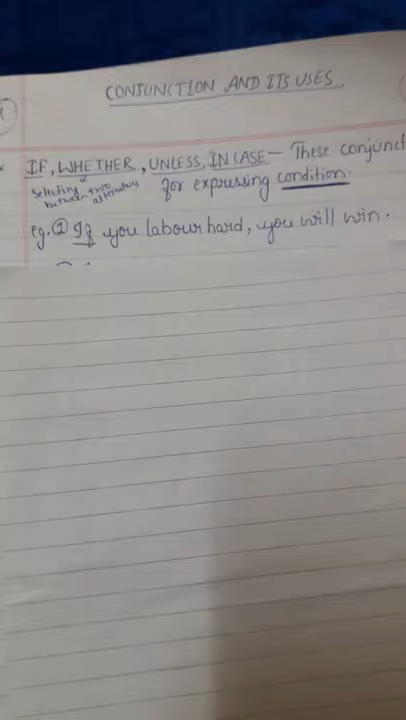 CONJUNCTION AND ITS USES
IF, WHETHER, UNLESS, IN CASE - These conjunct
selecting between two alternatives
for expressing condition.
eg. ① If you labour hard, you will win.